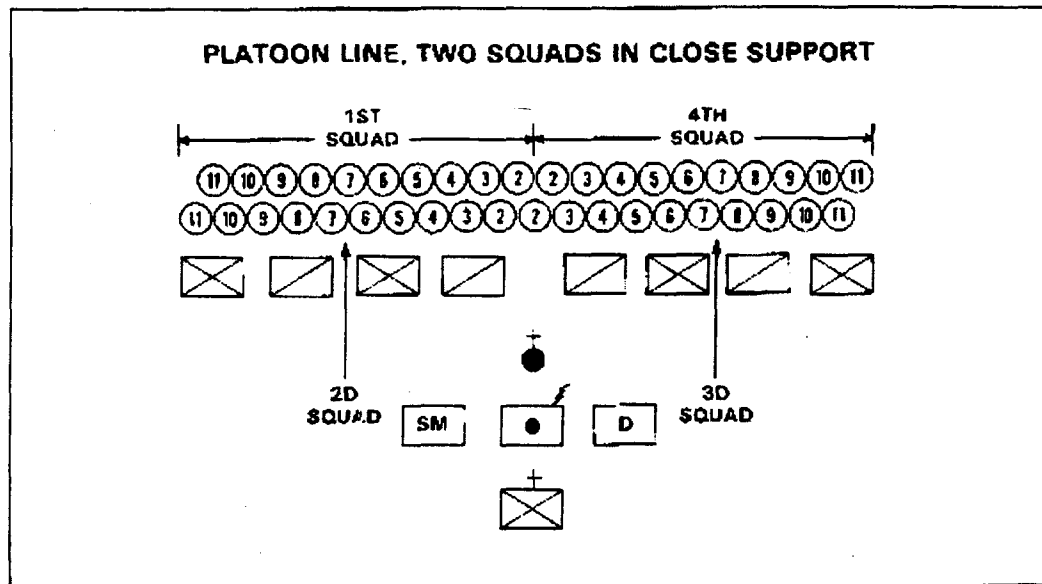 PLATOON LINE, TWO SQUADS IN CLOSE SUPPORT
1ST SQUAD
4TH SQUAD
11 10 9 8 7 6 5 4 3 2 2 3 4 5 6 7 8 9 10 11
11 10 9 8 7 6 5 4 3 2 2 3 4 5 6 7 8 9 10 11
2D SQUAD
3D SQUAD
SM
D